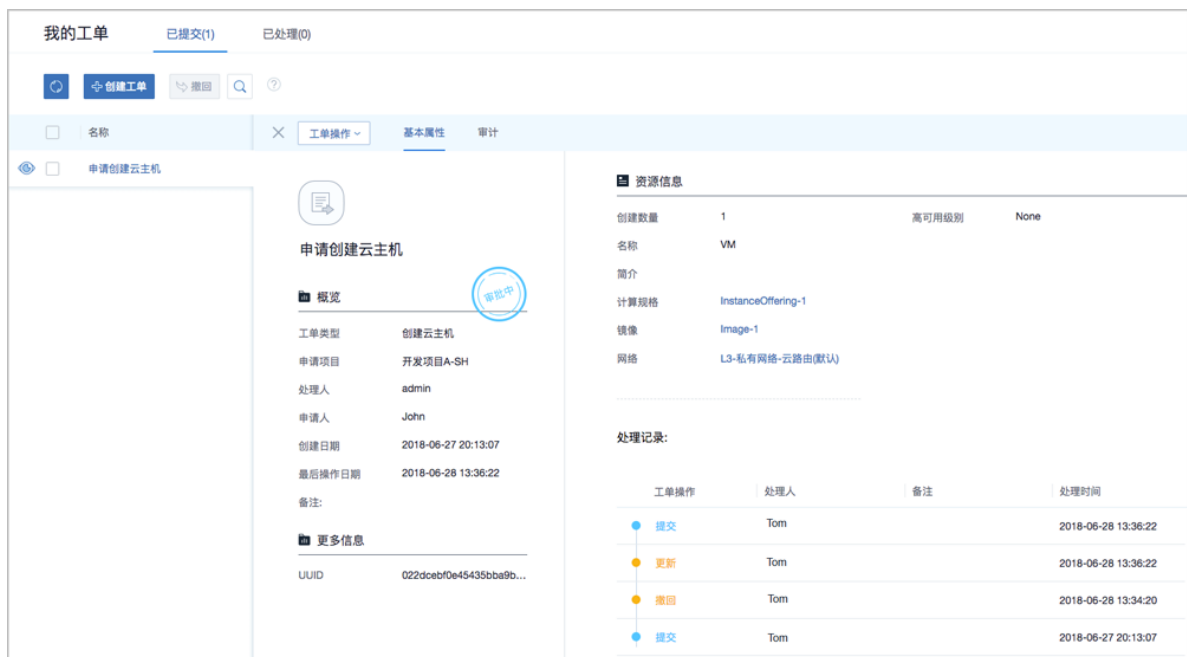 我的工单 已提交(1) 已处理(0)
创建工单 撤回
名称 工单操作 基本属性 审计
申请创建云主机
申请创建云主机
审批中
概览
工单类型 创建云主机
申请项目 开发项目A-SH
处理人 admin
申请人 John
创建日期 2018-06-27 20:13:07
最后操作日期 2018-06-28 13:36:22
备注:
更多信息
UUID 022dcebf0e45435bba9b...
资源信息
创建数量 1 高可用级别 None
名称 VM
简介
计算规格 InstanceOffering-1
镜像 Image-1
网络 L3-私有网络-云路由(默认)
处理记录:
工单操作 处理人 备注 处理时间
提交 Tom 2018-06-28 13:36:22
更新 Tom 2018-06-28 13:36:22
撤回 Tom 2018-06-28 13:34:20
提交 Tom 2018-06-27 20:13:07